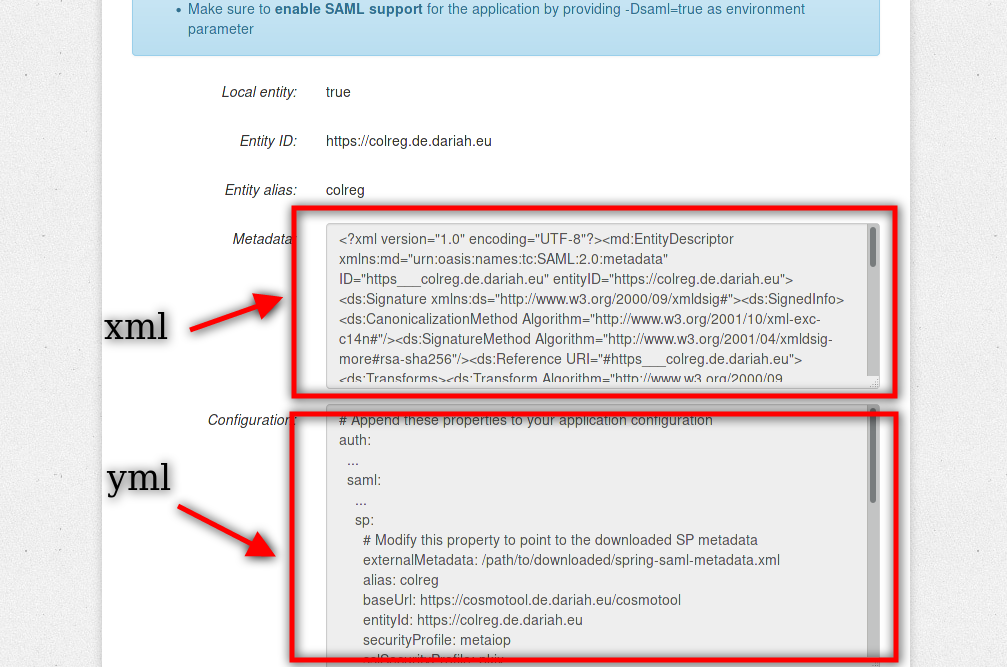 • Make sure to enable SAML support for the application by providing -Dsaml=true as environment
parameter
Local entity: true
Entity ID: https://colreg.de.dariah.eu
Entity alias: colreg
Metadata:
<?xml version="1.0" encoding="UTF-8"?><md:EntityDescriptor
xmlns:md="urn:oasis:names:tc:SAML:2.0:metadata"
ID="https___colreg.de.dariah.eu" entityID="https://colreg.de.dariah.eu">
<ds:Signature xmlns:ds="http://www.w3.org/2000/09/xmldsig#"><ds:SignedInfo>
<ds:CanonicalizationMethod Algorithm="http://www.w3.org/2001/10/xml-exc-
c14n#"/><ds:SignatureMethod Algorithm="http://www.w3.org/2001/04/xmldsig-
more#rsa-sha256"/><ds:Reference URI="#https___colreg.de.dariah.eu">
<ds:Transforms><ds:Transform Algorithm="http://www.w3.org/2000/09
xml
Configuration:
# Append these properties to your application configuration
auth:
...
saml:
...
sp:
# Modify this property to point to the downloaded SP metadata
externalMetadata: /path/to/downloaded/spring-saml-metadata.xml
alias: colreg
baseUrl: https://cosmotool.de.dariah.eu/cosmotool
entityId: https://colreg.de.dariah.eu
securityProfile: metaiop
yml